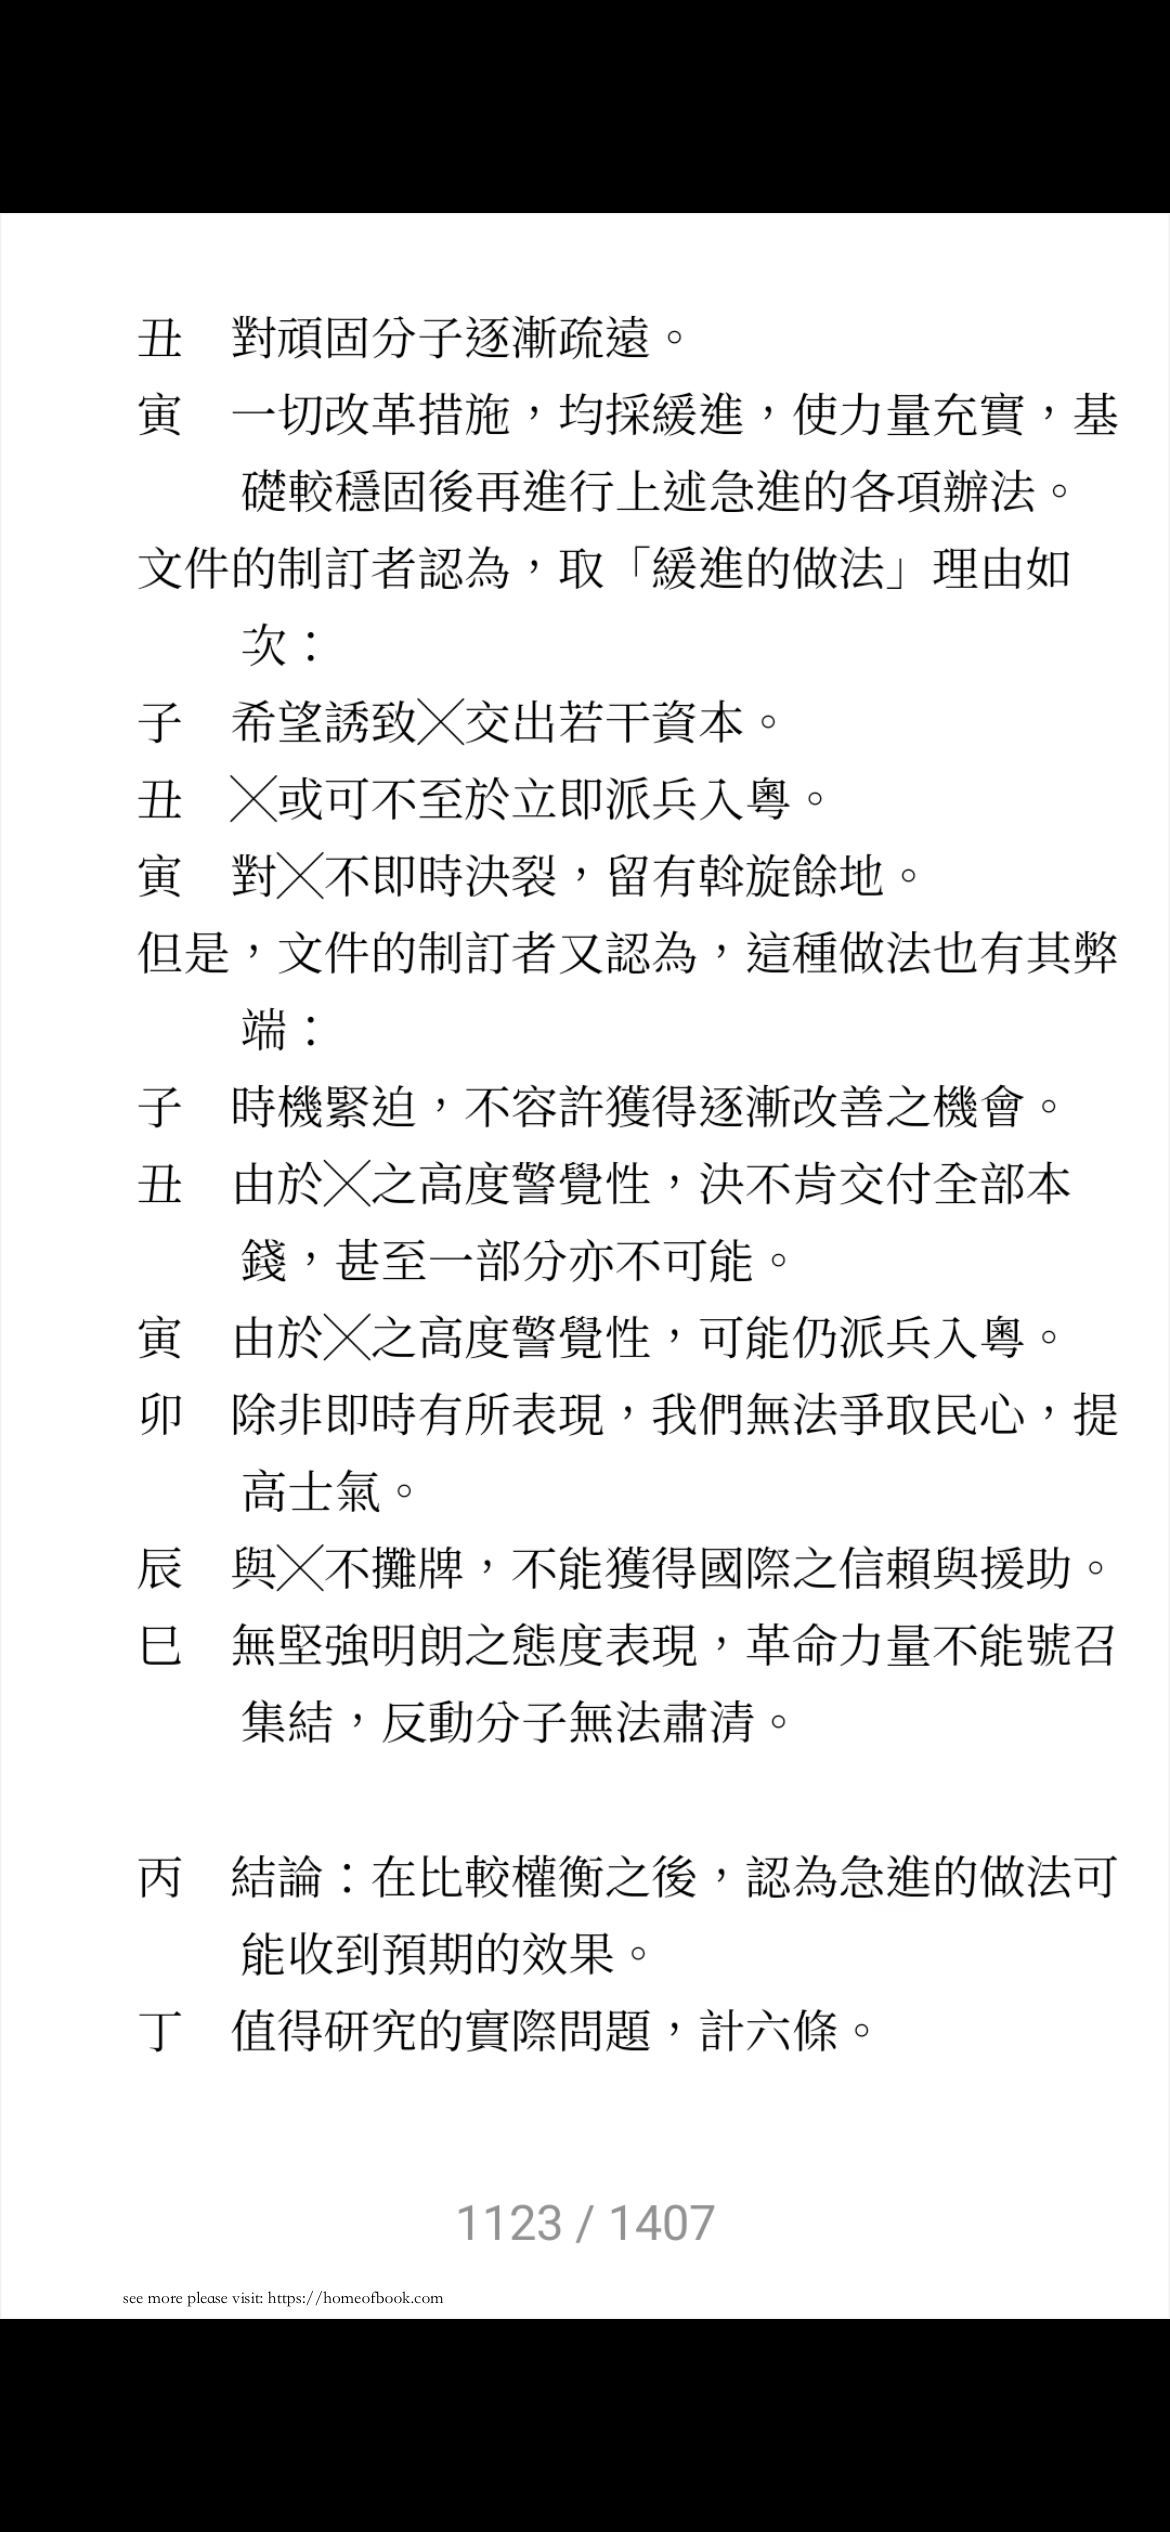 丑　對頑固分子逐漸疏遠。
寅　一切改革措施，均採緩進，使力量充實，基
礎較穩固後再進行上述急進的各項辦法。
文件的制訂者認為，取「緩進的做法」理由如
次：
子　希望誘致╳交出若干資本。
丑　╳或可不至於立即派兵入粵。
寅　對╳不即時決裂，留有斡旋餘地。
但是，文件的制訂者又認為，這種做法也有其弊
端：
子　時機緊迫，不容許獲得逐漸改善之機會。
丑　由於╳之高度警覺性，決不肯交付全部本
錢，甚至一部分亦不可能。
寅　由於╳之高度警覺性，可能仍派兵入粵。
卯　除非即時有所表現，我們無法爭取民心，提
高士氣。
辰　與╳不攤牌，不能獲得國際之信賴與援助。
巳　無堅強明朗之態度表現，革命力量不能號召
集結，反動分子無法肅清。
丙　結論：在比較權衡之後，認為急進的做法可
能收到預期的效果。
丁　值得研究的實際問題，計六條。
1123 / 1407
see more please visit: https://homeofbook.com